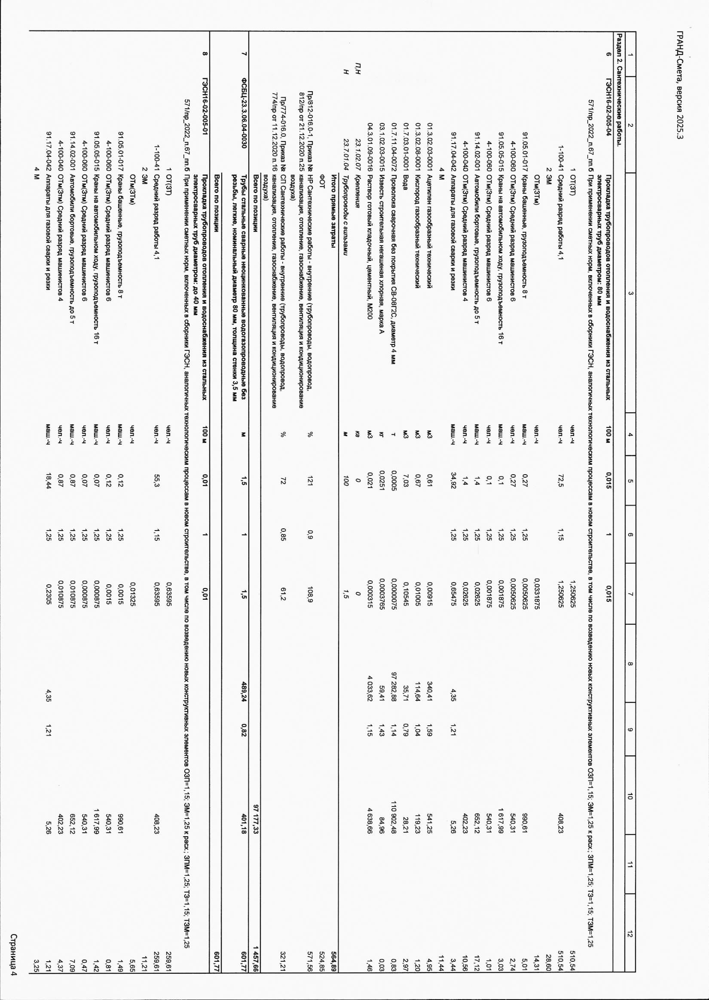 ГРАНД-Смета, версия 2025.3
1 2 3 4 5 6 7 8 9 10 11 12
Раздел 2. Сантехнические работы.
6 ГЭСН16-02-005-04 Прокладка трубопроводов отопления и водоснабжения из стальных 100 м 0,015 1 0,015
электросварных труб диаметром: 80 мм
571/пр_2022_п.67_пп.б При применении сметных норм, включенных в сборники ГЭСН, аналогичных технологическим процессам в новом строительстве, в том числе по возведению новых конструктивных элементов ОЗП=1,15; ЭМ=1,25 к расх.; ЗПМ=1,25; ТЗ=1,15; ТЗМ=1,25
1 ОТ(ЗТ) чел.-ч 1,250625 510,54
1-100-41 Средний разряд работы 4,1 чел.-ч 72,5 1,15 1,250625 408,23 510,54
2 ЭМ 28,60
ОТм(ЗТм) чел.-ч 0,0331875 14,31
91.05.01-017 Краны башенные, грузоподъемность 8 т маш.-ч 0,27 1,25 0,0050625 990,61 5,01
4-100-060 ОТм(Зтм) Средний разряд машинистов 6 чел.-ч 0,27 1,25 0,0050625 540,31 2,74
91.05.05-015 Краны на автомобильном ходу, грузоподъемность 16 т маш.-ч 0,1 1,25 0,001875 1 617,99 3,03
4-100-060 ОТм(Зтм) Средний разряд машинистов 6 чел.-ч 0,1 1,25 0,001875 540,31 1,01
91.14.02-001 Автомобили бортовые, грузоподъемность до 5 т маш.-ч 1,4 1,25 0,02625 652,12 17,12
4-100-040 ОТм(Зтм) Средний разряд машинистов 4 чел.-ч 1,4 1,25 0,02625 402,23 10,56
91.17.04-042 Аппараты для газовой сварки и резки маш.-ч 34,92 1,25 0,65475 4,35 1,21 5,26 3,44
4 М 11,44
01.3.02.03-0001 Ацетилен газообразный технический м3 0,61 0,00915 340,41 1,59 541,25 4,95
01.3.02.08-0001 Кислород газообразный технический м3 0,67 0,01005 114,64 1,04 119,23 1,20
01.7.03.01-0001 Вода м3 7,03 0,10545 35,71 0,79 28,21 2,97
01.7.11.04-0072 Проволока сварочная без покрытия СВ-08Г2С, диаметр 4 мм т 0,0005 0,0000075 97 282,88 1,14 110 902,48 0,83
03.1.02.03-0015 Известь строительная негашеная хлорная, марка А кг 0,0251 0,0003765 59,41 1,43 84,96 0,03
04.3.01.09-0016 Раствор готовый кладочный, цементный, М200 м3 0,021 0,000315 4 033,62 1,15 4 638,66 1,46
П,Н 23.1.02.07 Крепления кг 0 0
Н 23.7.01.04 Трубопроводы с гильзами м 100 1,5
Итого прямые затраты 564,89
ФОТ 524,85
Пр/812-016.0-1, Приказ № НР Сантехнические работы - внутренние (трубопроводы, водопровод, % 121 0,9 108,9 571,56
812/пр от 21.12.2020 п.25 канализация, отопление, газоснабжение, вентиляция и кондиционирование
воздуха)
Пр/774-016.0, Приказ № СП Сантехнические работы - внутренние (трубопроводы, водопровод, % 72 0,85 61,2 321,21
774/пр от 11.12.2020 п.16 канализация, отопление, газоснабжение, вентиляция и кондиционирование
воздуха)
Всего по позиции 97 177,33 1 457,66
7 ФСБЦ-23.3.06.04-0030 Трубы стальные сварные неоцинкованные водогазопроводные без м 1,5 1 1,5 489,24 0,82 401,18 601,77
резьбы, легкие, номинальный диаметр 80 мм, толщина стенки 3,5 мм
Всего по позиции 601,77
8 ГЭСН16-02-005-01 Прокладка трубопроводов отопления и водоснабжения из стальных 100 м 0,01 1 0,01
электросварных труб диаметром: до 40 мм
571/пр_2022_п.67_пп.б При применении сметных норм, включенных в сборники ГЭСН, аналогичных технологическим процессам в новом строительстве, в том числе по возведению новых конструктивных элементов ОЗП=1,15; ЭМ=1,25 к расх.; ЗПМ=1,25; ТЗ=1,15; ТЗМ=1,25
1 ОТ(ЗТ) чел.-ч 0,63595 259,61
1-100-41 Средний разряд работы 4,1 чел.-ч 55,3 1,15 0,63595 408,23 259,61
2 ЭМ 11,21
ОТм(ЗТм) чел.-ч 0,01325 5,65
91.05.01-017 Краны башенные, грузоподъемность 8 т маш.-ч 0,12 1,25 0,0015 990,61 1,49
4-100-060 ОТм(Зтм) Средний разряд машинистов 6 чел.-ч 0,12 1,25 0,0015 540,31 0,81
91.05.05-015 Краны на автомобильном ходу, грузоподъемность 16 т маш.-ч 0,07 1,25 0,000875 1 617,99 1,42
4-100-060 ОТм(Зтм) Средний разряд машинистов 6 чел.-ч 0,07 1,25 0,000875 540,31 0,47
91.14.02-001 Автомобили бортовые, грузоподъемность до 5 т маш.-ч 0,87 1,25 0,010875 652,12 7,09
4-100-040 ОТм(Зтм) Средний разряд машинистов 4 чел.-ч 0,87 1,25 0,010875 402,23 4,37
91.17.04-042 Аппараты для газовой сварки и резки маш.-ч 18,44 1,25 0,2305 4,35 1,21 5,26 1,21
4 М 3,25
Страница 4